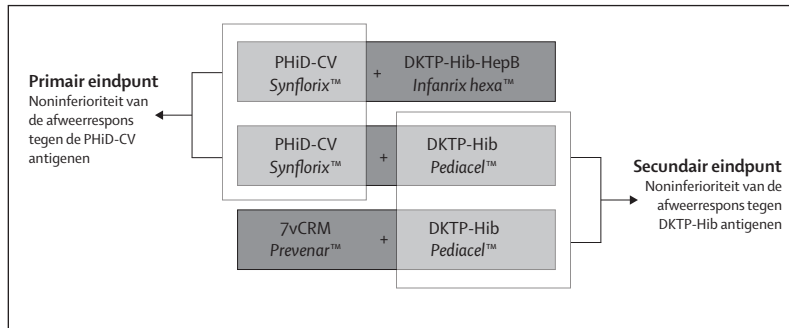 PHiD-CV + DKTP-Hib-HepB
Synflorix™ Infanrix hexa™
Primair eindpunt
Noninferioriteit van
de afweerrespons
tegen de PHiD-CV
antigenen
PHiD-CV + DKTP-Hib
Synflorix™ Pediacel™
Secundair eindpunt
Noninferioriteit van de
afweerrespons tegen
DKTP-Hib antigenen
7vCRM + DKTP-Hib
Prevenar™ Pediacel™